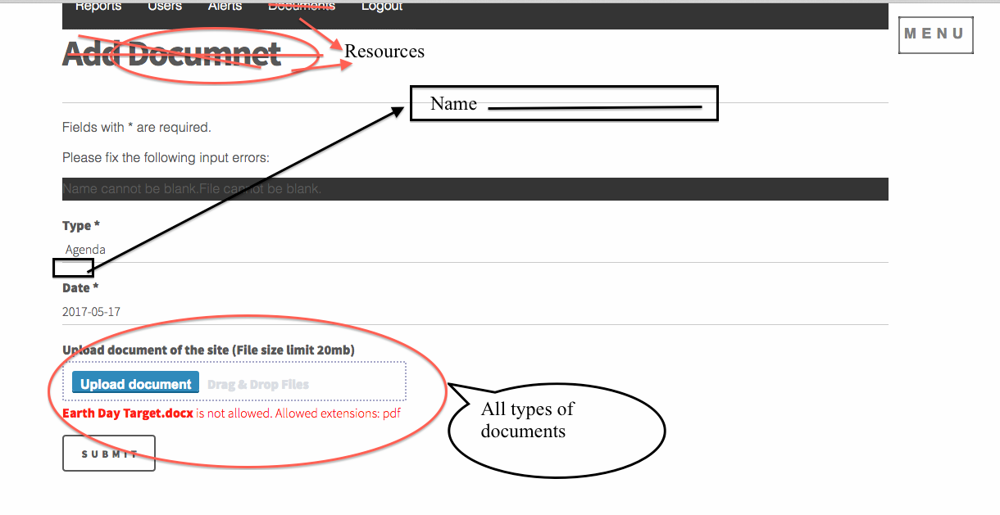 Reports Users Alerts Documents Logout
MENU
Add Documnet
Resources
Name
Fields with * are required.
Please fix the following input errors:
Name cannot be blank.File cannot be blank.
Type *
Agenda
Date *
2017-05-17
Upload document of the site (File size limit 20mb)
Upload document Drag & Drop Files
Earth Day Target.docx is not allowed. Allowed extensions: pdf
All types of
documents
SUBMIT